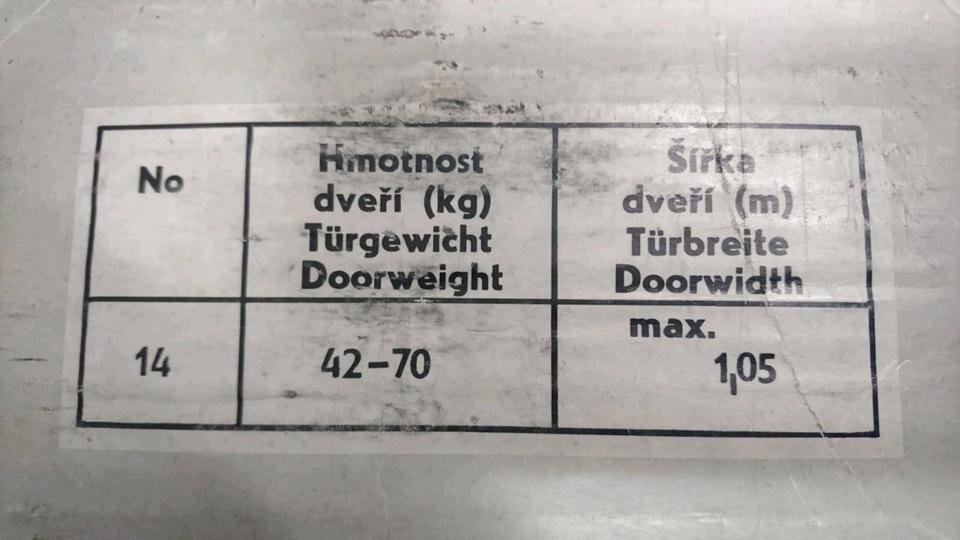 No
Hmotnost
dveří (kg)
Türgewicht
Doorweight
Šířka
dveří (m)
Türbreite
Doorwidth
14
42-70
max.
1,05